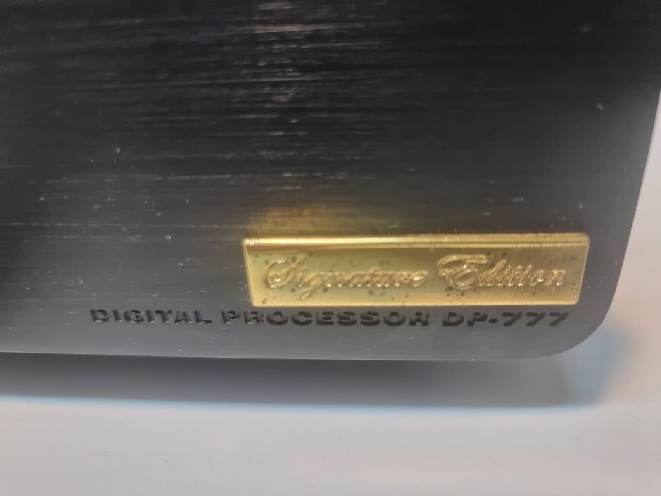 Signature Edition
DIGITAL PROCESSOR DP-777